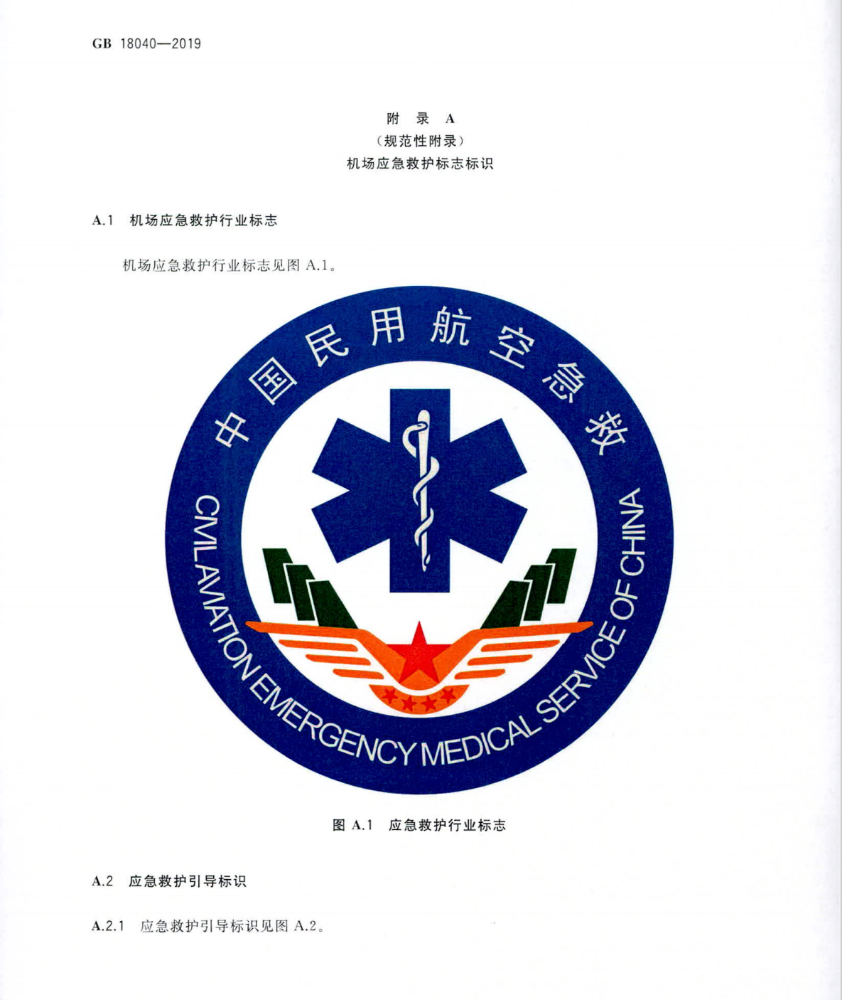 GB 18040—2019
附 录 A
（规范性附录）
机场应急救护标志标识
A.1 机场应急救护行业标志
机场应急救护行业标志见图 A.1。
中国民用航空急救
CIVIL AVIATION EMERGENCY MEDICAL SERVICE OF CHINA
图 A.1 应急救护行业标志
A.2 应急救护引导标识
A.2.1 应急救护引导标识见图 A.2。